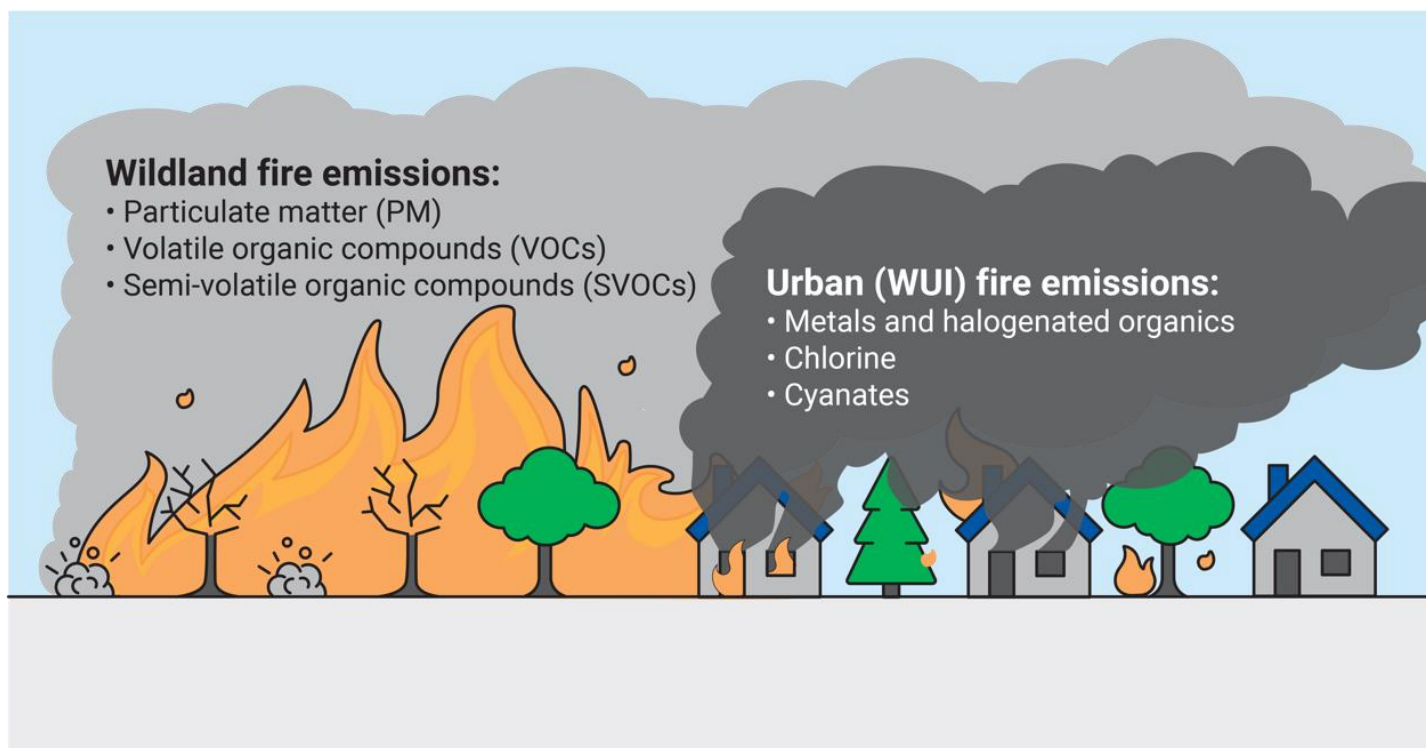 Wildland fire emissions:
• Particulate matter (PM)
• Volatile organic compounds (VOCs)
• Semi-volatile organic compounds (SVOCs)
Urban (WUI) fire emissions:
• Metals and halogenated organics
• Chlorine
• Cyanates